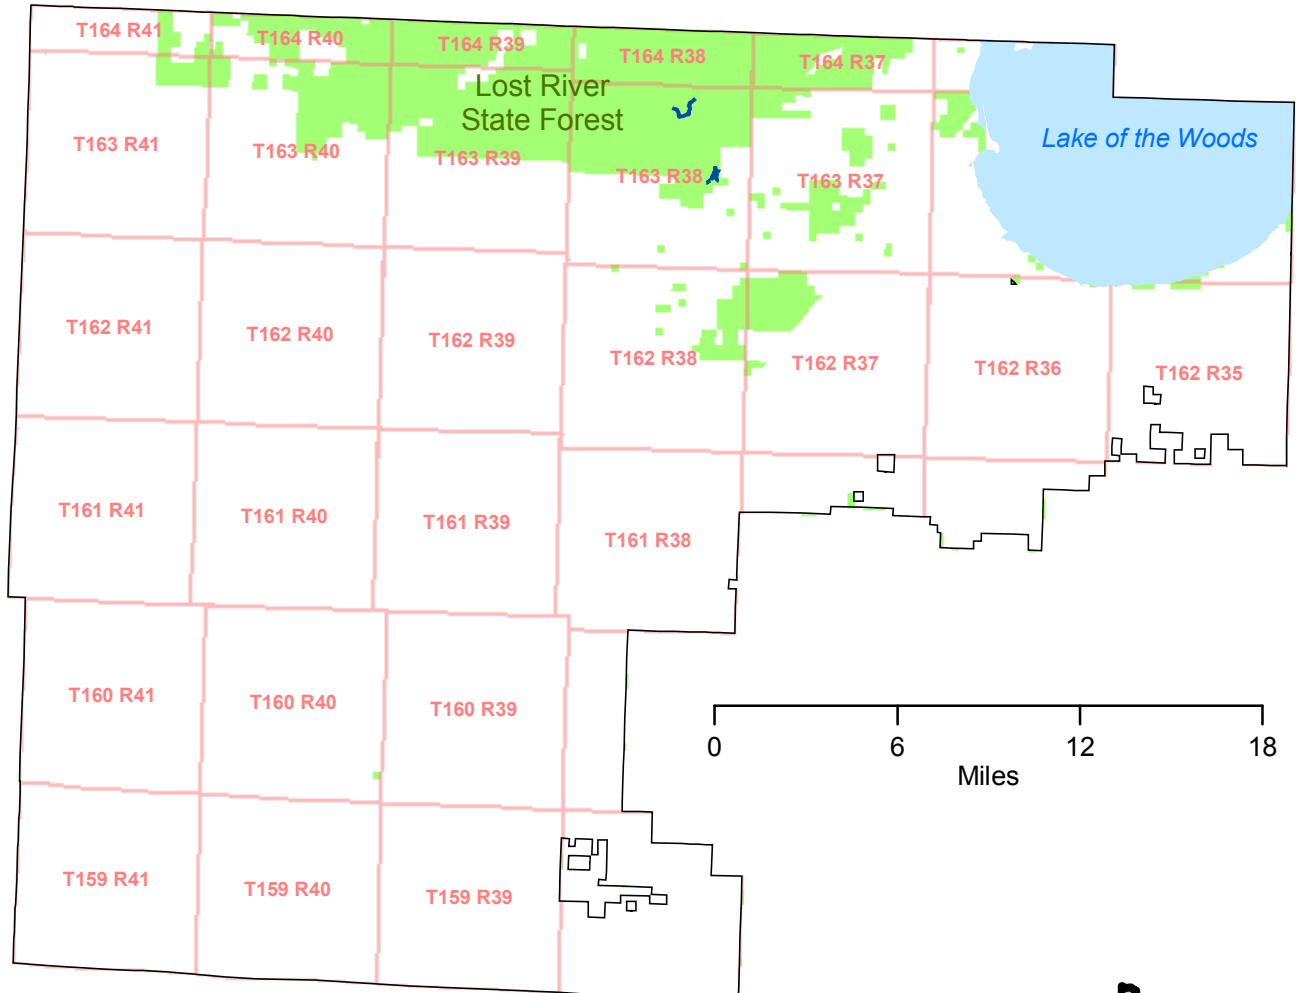 T164 R41
T164 R40
T164 R39
T164 R38
T164 R37
Lost River
State Forest
Lake of the Woods
T163 R41
T163 R40
T163 R39
T163 R38
T163 R37
T162 R41
T162 R40
T162 R39
T162 R38
T162 R37
T162 R36
T162 R35
T161 R41
T161 R40
T161 R39
T161 R38
T160 R41
T160 R40
T160 R39
0 6 12 18
Miles
T159 R41
T159 R40
T159 R39